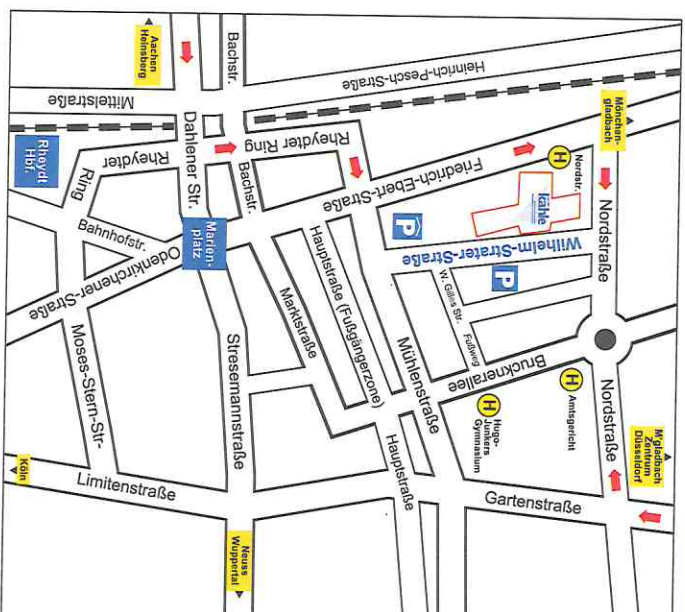 Aachen
Heinsberg
Bachstr.
Heinrich-Pesch-Straße
Mönchen-
gladbach
Mittelstraße
Dahlener Str.
Rheydter Ring
Friedrich-Ebert-Straße
H
Nordstr.
Nordstraße
Rheydt
Hbf.
Rheydter
Ring
Bachstr.
kähle
Bahnhofstr.
Marien-
platz
P
Wilhelm-Strater-Straße
P
Odenkirchener-Straße
Hauptstraße (Fußgängerzone)
W. Gilles Str.
Fußweg
Marktstraße
Mühlenstraße
Brucknerallee
Moses-Stern-Str-
Stresemannstraße
H
Hugo-
Junkers
Gymnasium
H
Amtsgericht
Nordstraße
M'gladbach
Zentrum
Düsseldorf
Hauptstraße
Köln
Limitenstraße
Gartenstraße
Neuss
Wuppertal